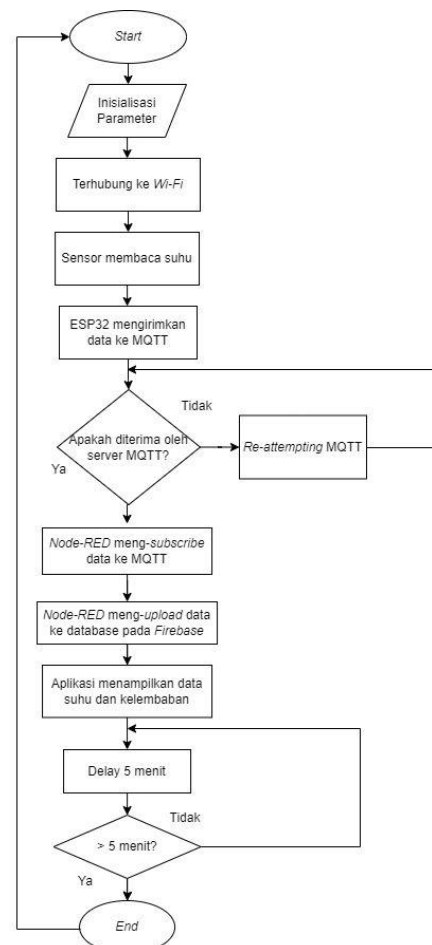 Start
Inisialisasi
Parameter
Terhubung ke Wi-Fi
Sensor membaca suhu
ESP32 mengirimkan
data ke MQTT
Tidak
Apakah diterima oleh
server MQTT?
Re-attempting MQTT
Ya
Node-RED meng-subscribe
data ke MQTT
Node-RED meng-upload data
ke database pada Firebase
Aplikasi menampilkan data
suhu dan kelembaban
Delay 5 menit
Tidak
> 5 menit?
Ya
End